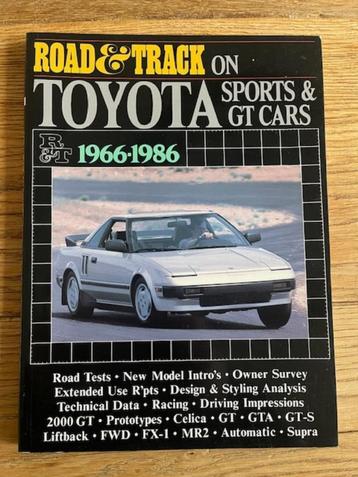 ROAD & TRACK ON
TOYOTA SPORTS &
GT CARS
R&T 1966·1986
Road Tests · New Model Intro's · Owner Survey
Extended Use R'pts · Design & Styling Analysis
Technical Data · Racing · Driving Impressions
2000 GT · Prototypes · Celica · GT · GTA · GT-S
Liftback · FWD · FX-1 · MR2 · Automatic · Supra